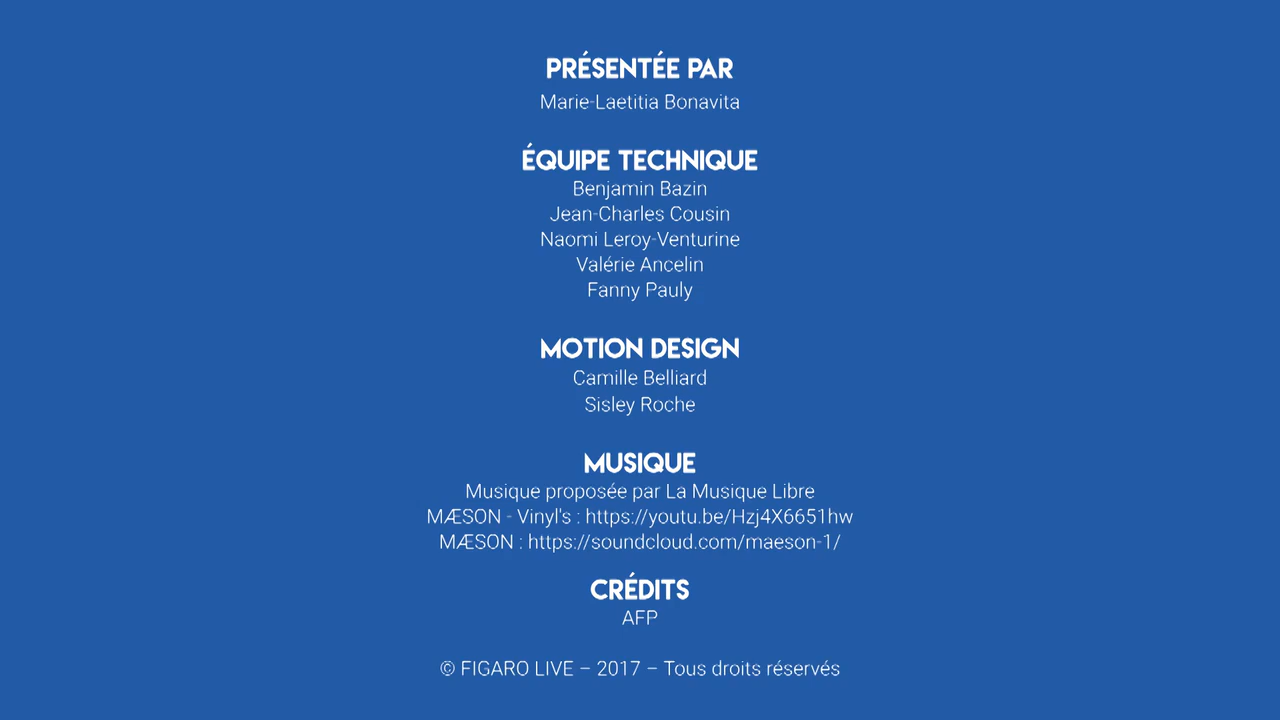 PRÉSENTÉE PAR
Marie-Laetitia Bonavita
ÉQUIPE TECHNIQUE
Benjamin Bazin
Jean-Charles Cousin
Naomi Leroy-Venturine
Valérie Ancelin
Fanny Pauly
MOTION DESIGN
Camille Belliard
Sisley Roche
MUSIQUE
Musique proposée par La Musique Libre
MÆSON - Vinyl's : https://youtu.be/Hzj4X6651hw
MÆSON : https://soundcloud.com/maeson-1/
CRÉDITS
AFP
© FIGARO LIVE – 2017 – Tous droits réservés